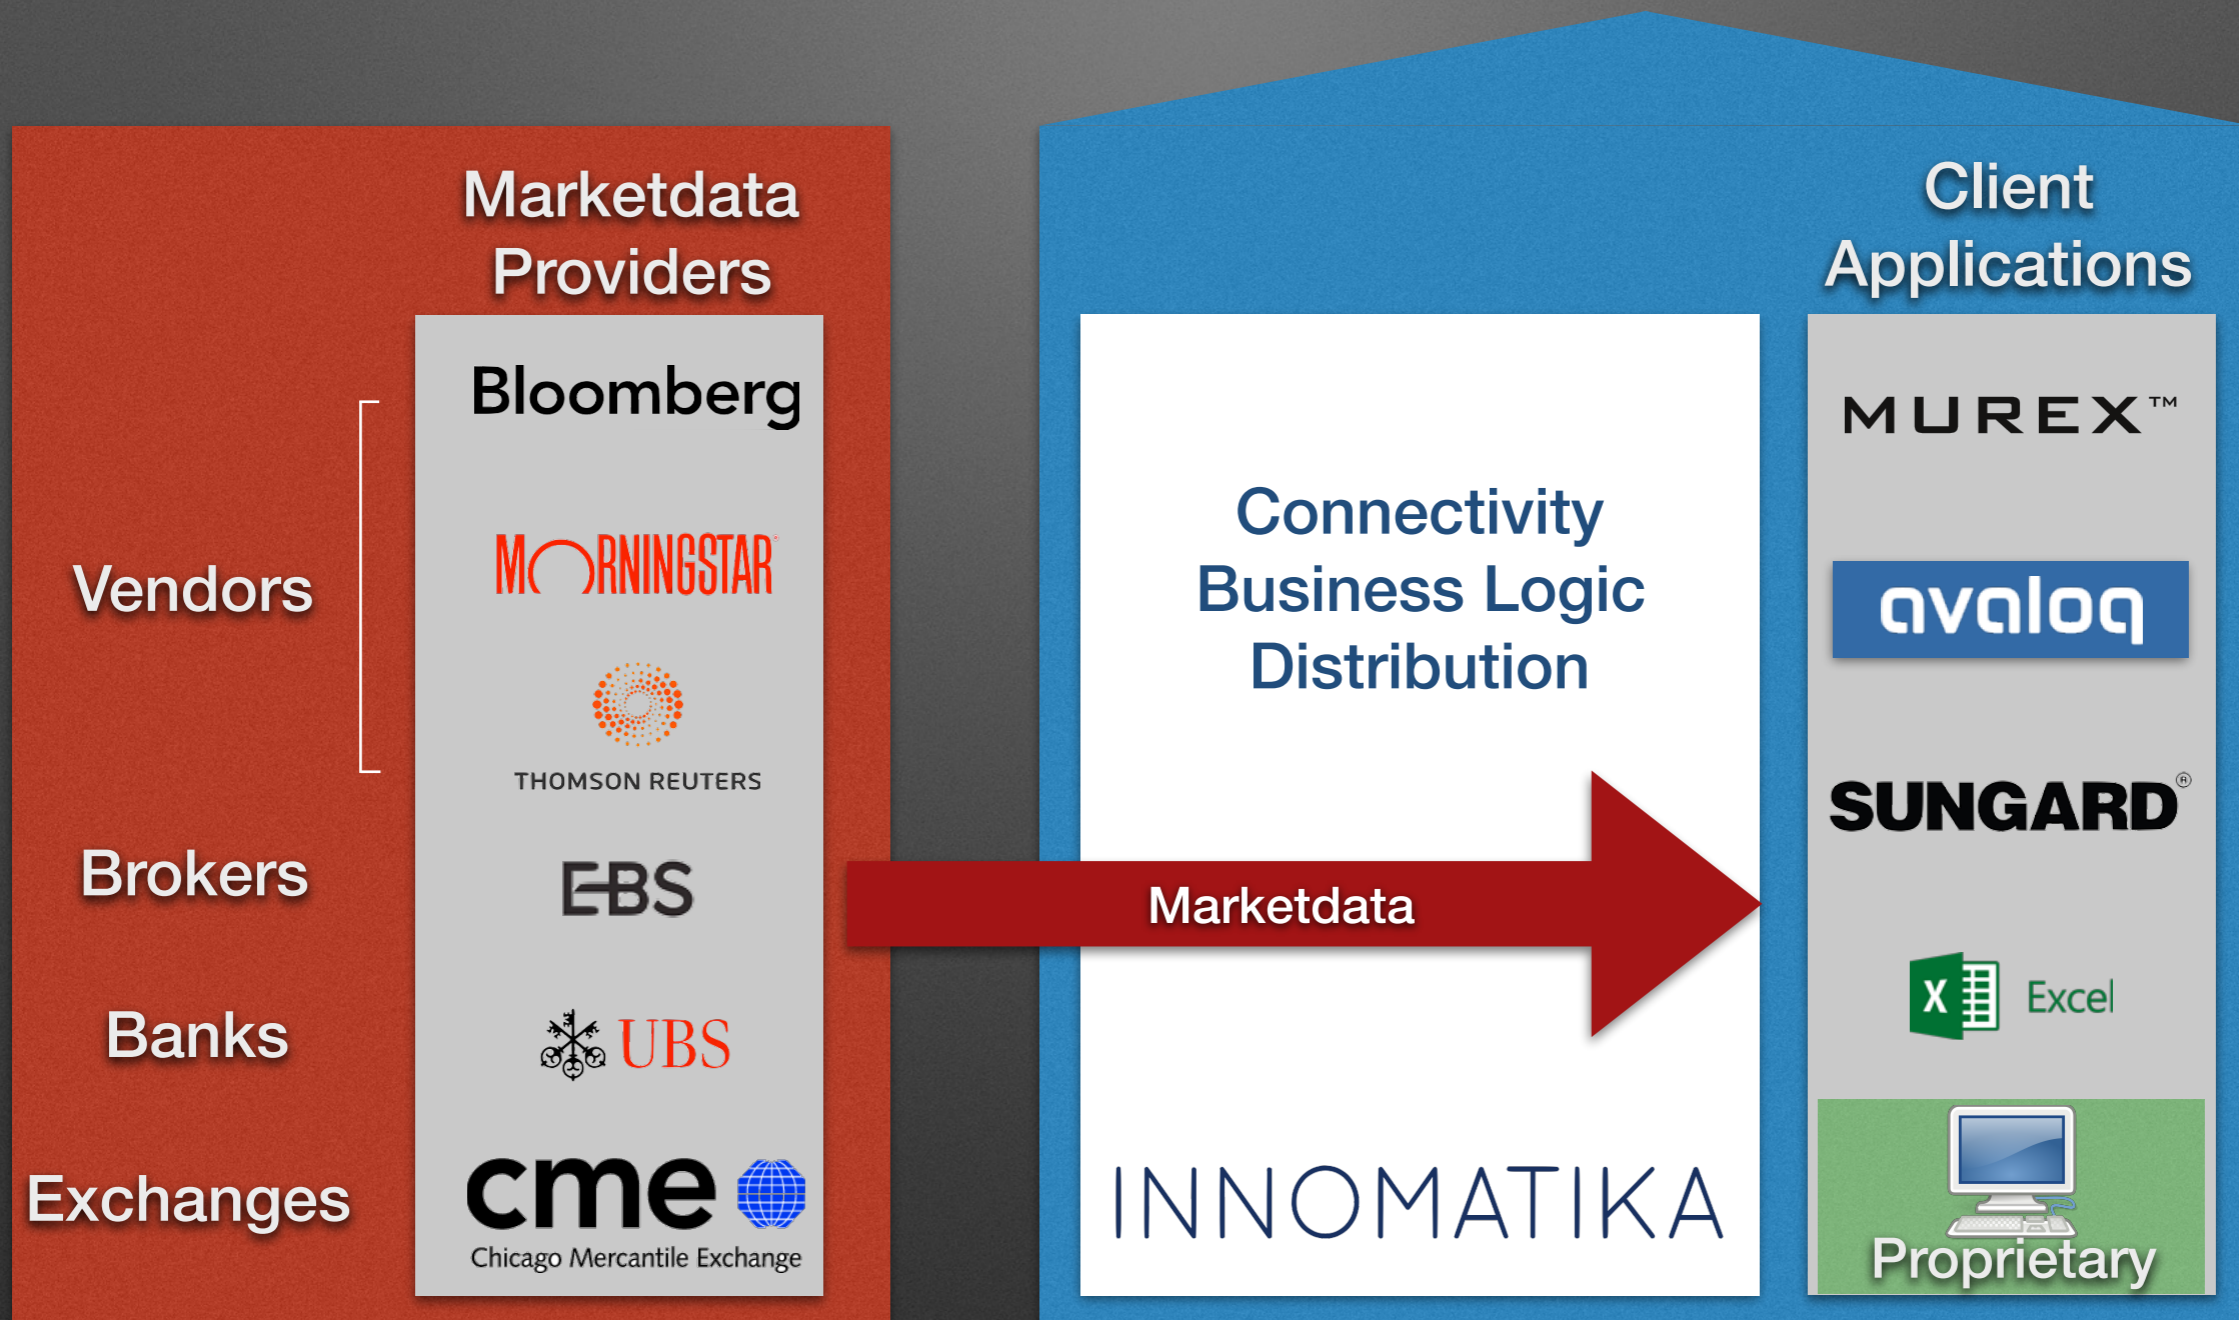 Marketdata
Providers
Vendors
Brokers
Banks
Exchanges
Bloomberg
MORNINGSTAR®
THOMSON REUTERS
EBS
UBS
cme
Chicago Mercantile Exchange
Connectivity
Business Logic
Distribution
Marketdata
INNOMATIKA
Client
Applications
MUREX™
avaloq
SUNGARD®
X Excel
Proprietary